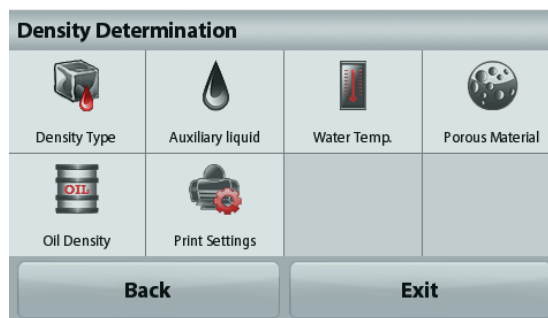 Density Determination
Density Type
Auxiliary liquid
Water Temp.
Porous Material
OIL
Oil Density
Print Settings
Back
Exit